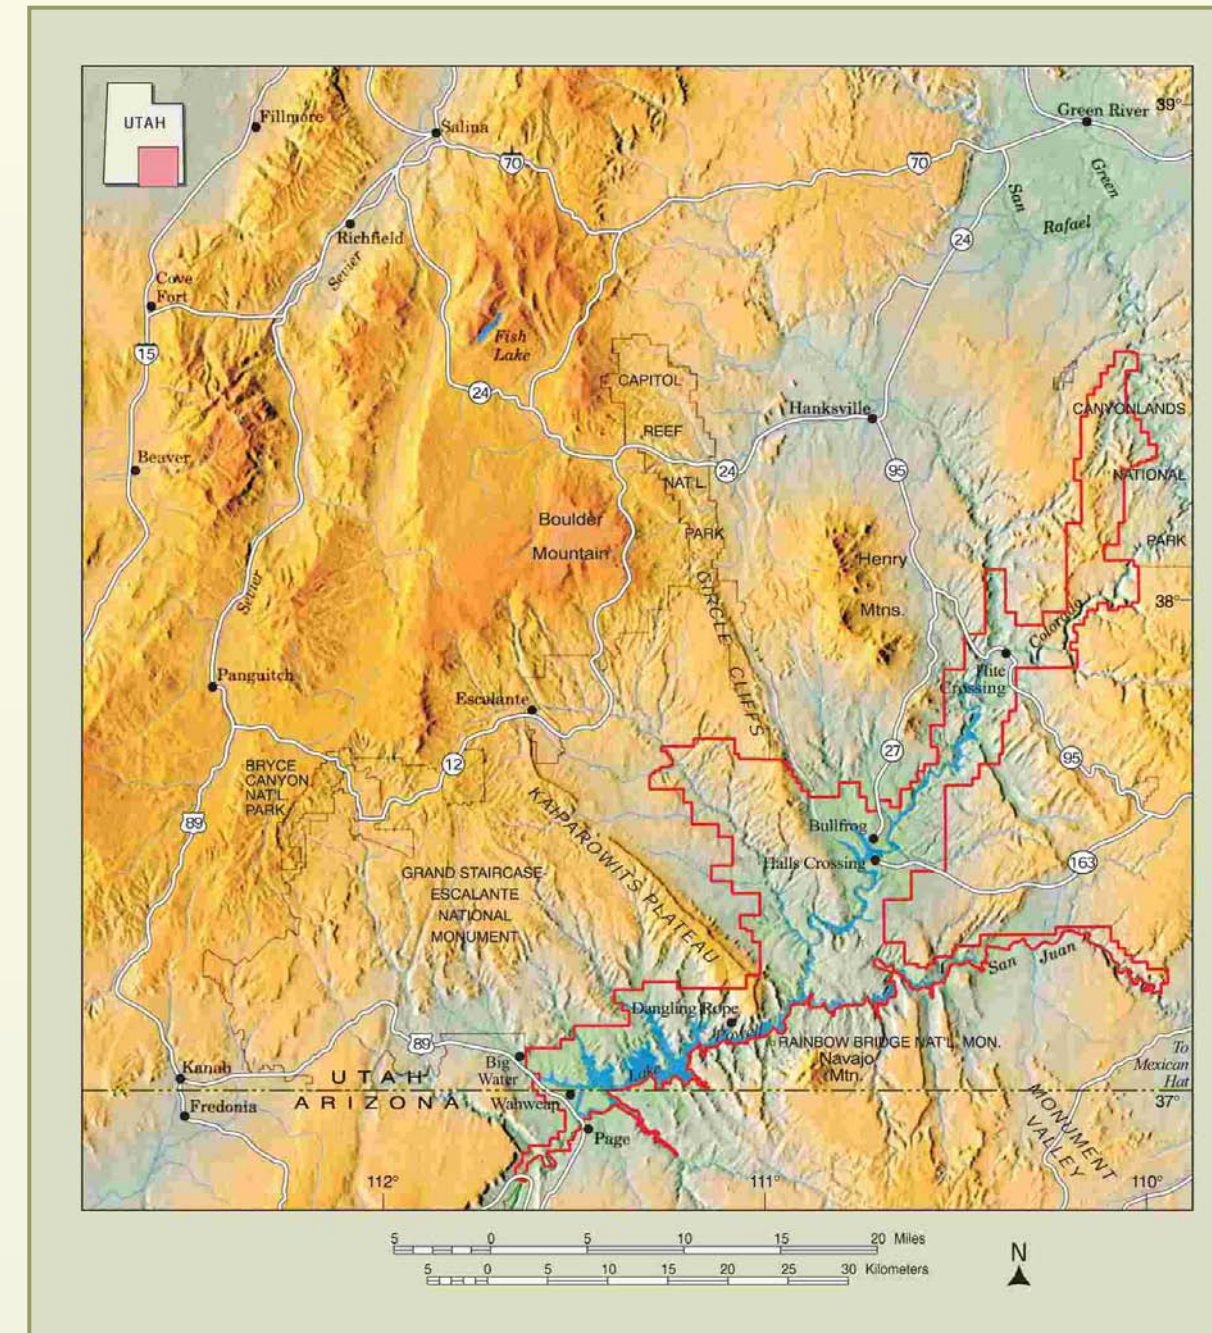 UTAH
Fillmore
Salina
70
70
Green River
39°
Green
San
Rafael
Richfield
Sevier
24
Cove
Fort
15
Fish
Lake
24
CAPITOL
REEF
NAT'L.
PARK
Hanksville
24
95
CANYONLANDS
NATIONAL
PARK
Beaver
Boulder
Mountain
Henry
Mtns.
CIRCLE CLIFFS
Sevier
38°
Colorado
Hite
Crossing
Panguitch
Escalante
12
27
95
BRYCE
CANYON
NAT'L
PARK
89
KAIPAROWITS PLATEAU
Bullfrog
Halls Crossing
163
GRAND STAIRCASE-
ESCALANTE
NATIONAL
MONUMENT
San Juan
Dangling Rope
Powell
RAINBOW BRIDGE NAT'L. MON.
Navajo
Mtn.
89
Big
Water
Lake
To
Mexican
Hat
Kanab
UTAH
ARIZONA
Wahweap
37°
Fredonia
Page
MONUMENT
VALLEY
112°
111°
110°
5 0 5 10 15 20 Miles
5 0 5 10 15 20 25 30 Kilometers
N